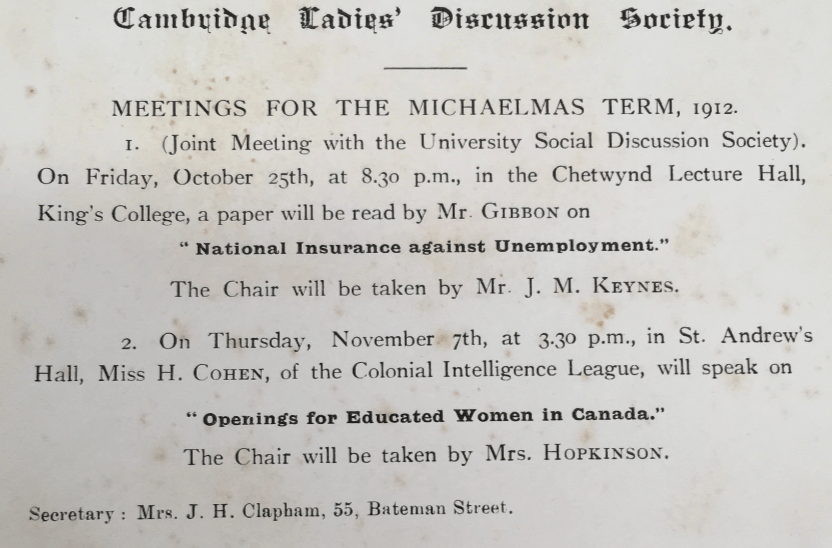 Cambridge Ladies' Discussion Society.
MEETINGS FOR THE MICHAELMAS TERM, 1912.
1. (Joint Meeting with the University Social Discussion Society).
On Friday, October 25th, at 8.30 p.m., in the Chetwynd Lecture Hall,
King's College, a paper will be read by Mr. GIBBON on
“ National Insurance against Unemployment.”
The Chair will be taken by Mr. J. M. KEYNES.
2. On Thursday, November 7th, at 3.30 p.m., in St. Andrew's
Hall, Miss H. COHEN, of the Colonial Intelligence League, will speak on
“ Openings for Educated Women in Canada.”
The Chair will be taken by Mrs. HOPKINSON.
Secretary : Mrs. J. H. Clapham, 55, Bateman Street.